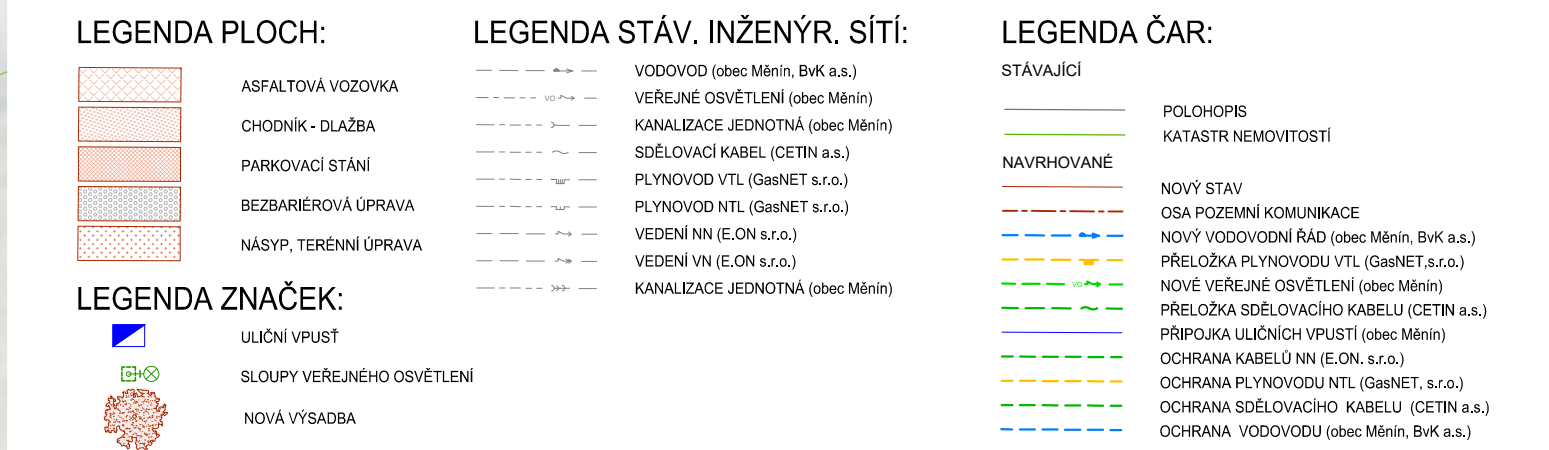 LEGENDA PLOCH:
ASFALTOVÁ VOZOVKA
CHODNÍK - DLAŽBA
PARKOVACÍ STÁNÍ
BEZBARIÉROVÁ ÚPRAVA
NÁSYP, TERÉNNÍ ÚPRAVA
LEGENDA ZNAČEK:
ULIČNÍ VPUSŤ
SLOUPY VEŘEJNÉHO OSVĚTLENÍ
NOVÁ VÝSADBA
LEGENDA STÁV. INŽENÝR. SÍTÍ:
VODOVOD (obec Měnín, BvK a.s.)
VO VEŘEJNÉ OSVĚTLENÍ (obec Měnín)
KANALIZACE JEDNOTNÁ (obec Měnín)
SDĚLOVACÍ KABEL (CETIN a.s.)
PLYNOVOD VTL (GasNET s.r.o.)
PLYNOVOD NTL (GasNET s.r.o.)
VEDENÍ NN (E.ON s.r.o.)
VEDENÍ VN (E.ON s.r.o.)
KANALIZACE JEDNOTNÁ (obec Měnín)
LEGENDA ČAR:
STÁVAJÍCÍ
POLOHOPIS
KATASTR NEMOVITOSTÍ
NAVRHOVANÉ
NOVÝ STAV
OSA POZEMNÍ KOMUNIKACE
NOVÝ VODOVODNÍ ŘÁD (obec Měnín, BvK a.s.)
PŘELOŽKA PLYNOVODU VTL (GasNET,s.r.o.)
VO NOVÉ VEŘEJNÉ OSVĚTLENÍ (obec Měnín)
PŘELOŽKA SDĚLOVACÍHO KABELU (CETIN a.s.)
PŘIPOJKA ULIČNÍCH VPUSTÍ (obec Měnín)
OCHRANA KABELŮ NN (E.ON. s.r.o.)
OCHRANA PLYNOVODU NTL (GasNET, s.r.o.)
OCHRANA SDĚLOVACÍHO KABELU (CETIN a.s.)
OCHRANA VODOVODU (obec Měnín, BvK a.s.)